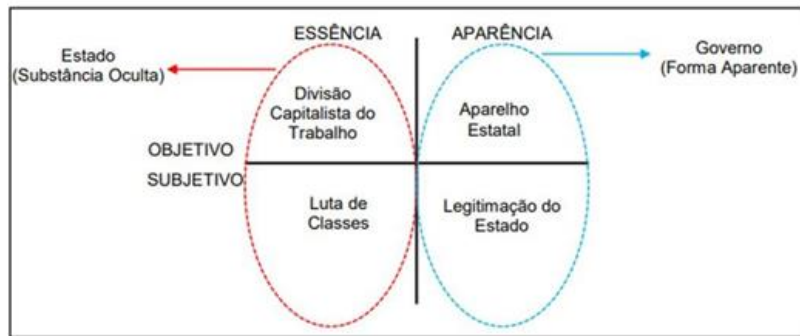 ESSÊNCIA
APARÊNCIA
Estado
(Substância Oculta)
Governo
(Forma Aparente)
Divisão
Capitalista do
Trabalho
Aparelho
Estatal
OBJETIVO
SUBJETIVO
Luta de
Classes
Legitimação do
Estado